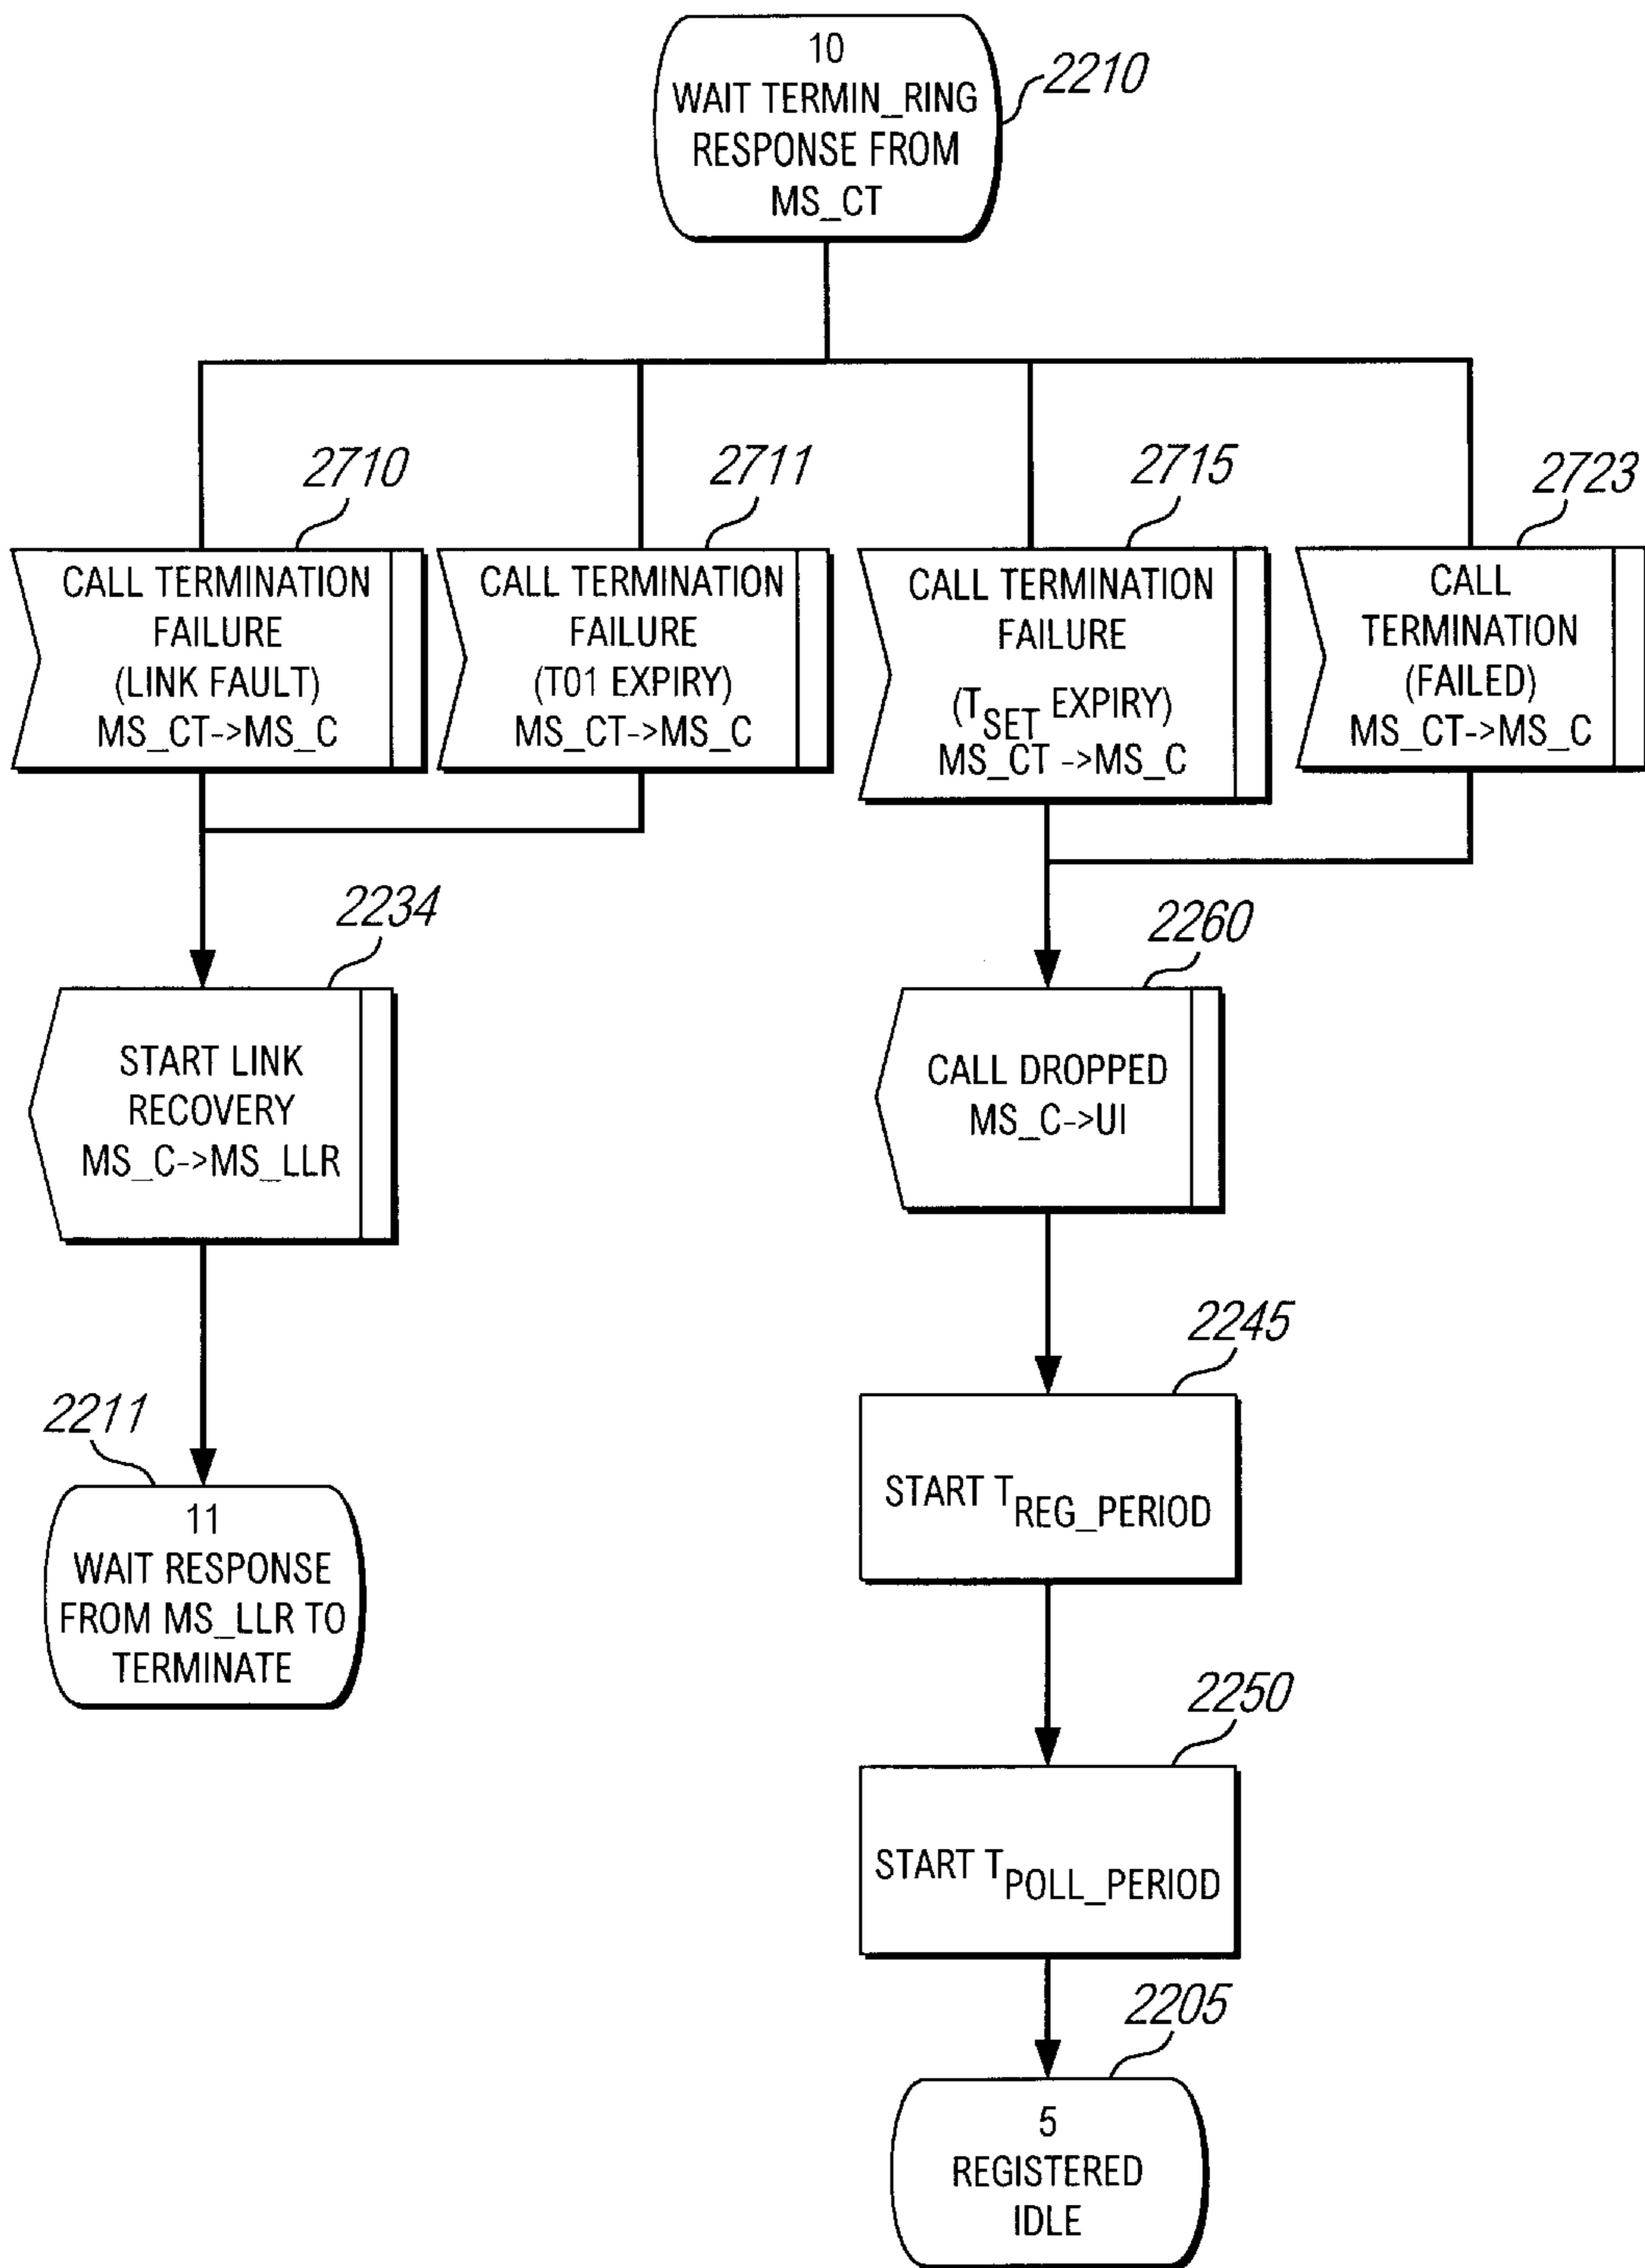 10
WAIT TERMIN_RING
RESPONSE FROM
MS_CT
2210
2710
CALL TERMINATION
FAILURE
(LINK FAULT)
MS_CT->MS_C
2711
CALL TERMINATION
FAILURE
(T01 EXPIRY)
MS_CT->MS_C
2715
CALL TERMINATION
FAILURE
(TSET EXPIRY)
MS_CT->MS_C
2723
CALL
TERMINATION
(FAILED)
MS_CT->MS_C
2234
START LINK
RECOVERY
MS_C->MS_LLR
2260
CALL DROPPED
MS_C->UI
2211
11
WAIT RESPONSE
FROM MS_LLR TO
TERMINATE
2245
START TREG_PERIOD
2250
START TPOLL_PERIOD
2205
5
REGISTERED
IDLE